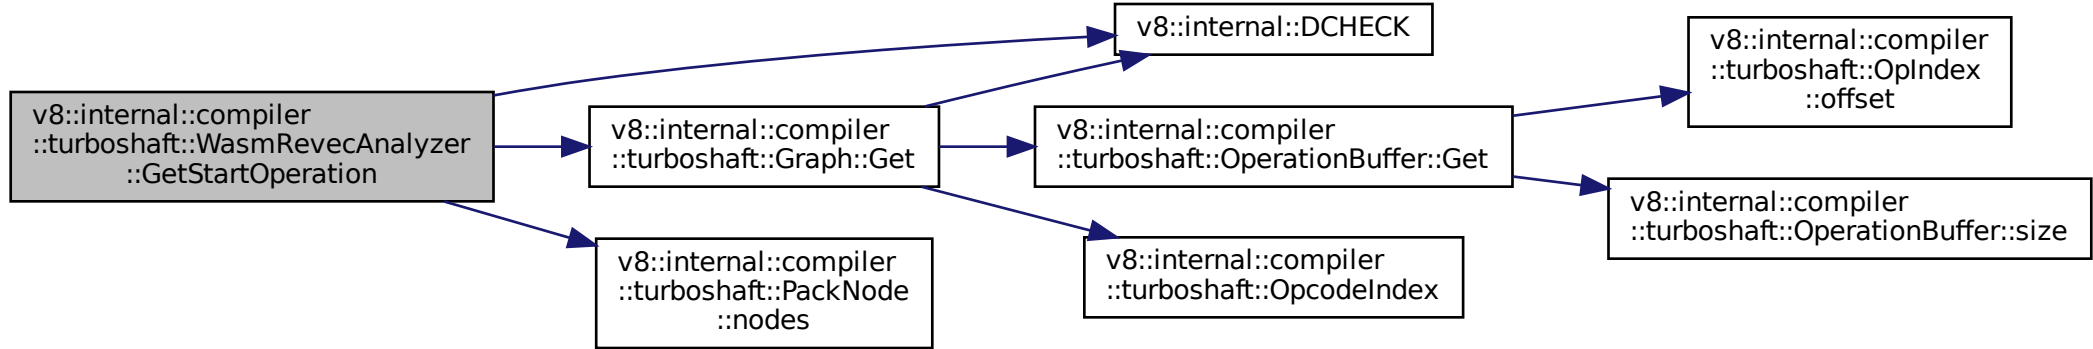 v8::internal::compiler
::turboshaft::WasmRevecAnalyzer
::GetStartOperation
v8::internal::DCHECK
v8::internal::compiler
::turboshaft::Graph::Get
v8::internal::compiler
::turboshaft::PackNode
::nodes
v8::internal::compiler
::turboshaft::OperationBuffer::Get
v8::internal::compiler
::turboshaft::OpcodeIndex
v8::internal::compiler
::turboshaft::OpIndex
::offset
v8::internal::compiler
::turboshaft::OperationBuffer::size